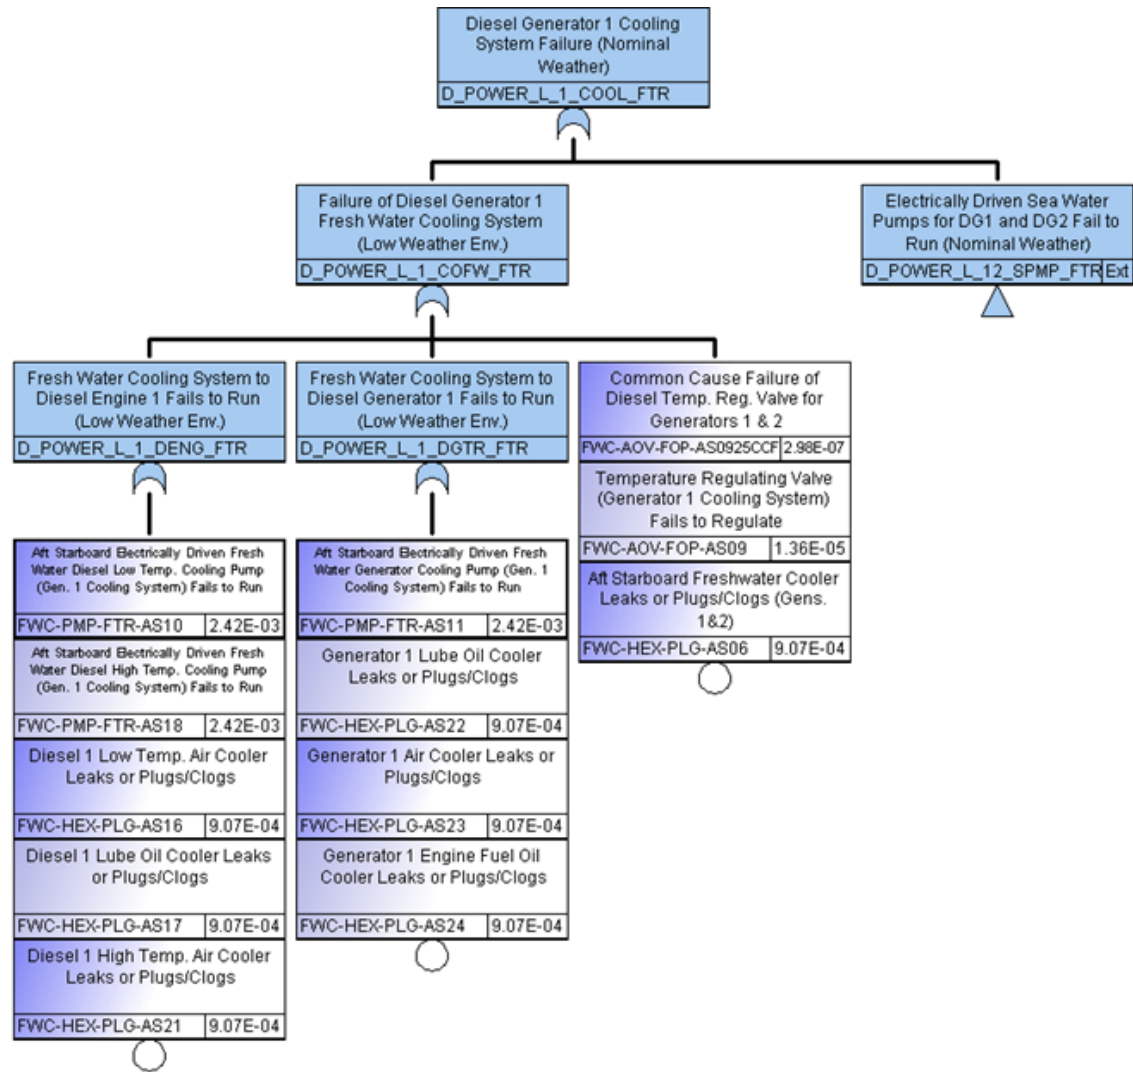 Diesel Generator 1 Cooling
System Failure (Nominal
Weather)
D_POWER_L_1_COOL_FTR
Failure of Diesel Generator 1
Fresh Water Cooling System
(Low Weather Env.)
D_POWER_L_1_COFW_FTR
Electrically Driven Sea Water
Pumps for DG1 and DG2 Fail to
Run (Nominal Weather)
D_POWER_L_12_SPMP_FTR Ext
Fresh Water Cooling System to
Diesel Engine 1 Fails to Run
(Low Weather Env.)
D_POWER_L_1_DENG_FTR
Aft Starboard Electrically Driven Fresh
Water Diesel Low Temp. Cooling Pump
(Gen. 1 Cooling System) Fails to Run
FWC-PMP-FTR-AS10 2.42E-03
Aft Starboard Electrically Driven Fresh
Water Diesel High Temp. Cooling Pump
(Gen. 1 Cooling System) Fails to Run
FWC-PMP-FTR-AS18 2.42E-03
Diesel 1 Low Temp. Air Cooler
Leaks or Plugs/Clogs
FWC-HEX-PLG-AS16 9.07E-04
Diesel 1 Lube Oil Cooler Leaks
or Plugs/Clogs
FWC-HEX-PLG-AS17 9.07E-04
Diesel 1 High Temp. Air Cooler
Leaks or Plugs/Clogs
FWC-HEX-PLG-AS21 9.07E-04
Fresh Water Cooling System to
Diesel Generator 1 Fails to Run
(Low Weather Env.)
D_POWER_L_1_DGTR_FTR
Aft Starboard Electrically Driven Fresh
Water Generator Cooling Pump (Gen. 1
Cooling System) Fails to Run
FWC-PMP-FTR-AS11 2.42E-03
Generator 1 Lube Oil Cooler
Leaks or Plugs/Clogs
FWC-HEX-PLG-AS22 9.07E-04
Generator 1 Air Cooler Leaks or
Plugs/Clogs
FWC-HEX-PLG-AS23 9.07E-04
Generator 1 Engine Fuel Oil
Cooler Leaks or Plugs/Clogs
FWC-HEX-PLG-AS24 9.07E-04
Common Cause Failure of
Diesel Temp. Reg. Valve for
Generators 1 & 2
FWC-AOV-FOP-AS0925CCF 2.98E-07
Temperature Regulating Valve
(Generator 1 Cooling System)
Fails to Regulate
FWC-AOV-FOP-AS09 1.36E-05
Aft Starboard Freshwater Cooler
Leaks or Plugs/Clogs (Gens.
1&2)
FWC-HEX-PLG-AS06 9.07E-04